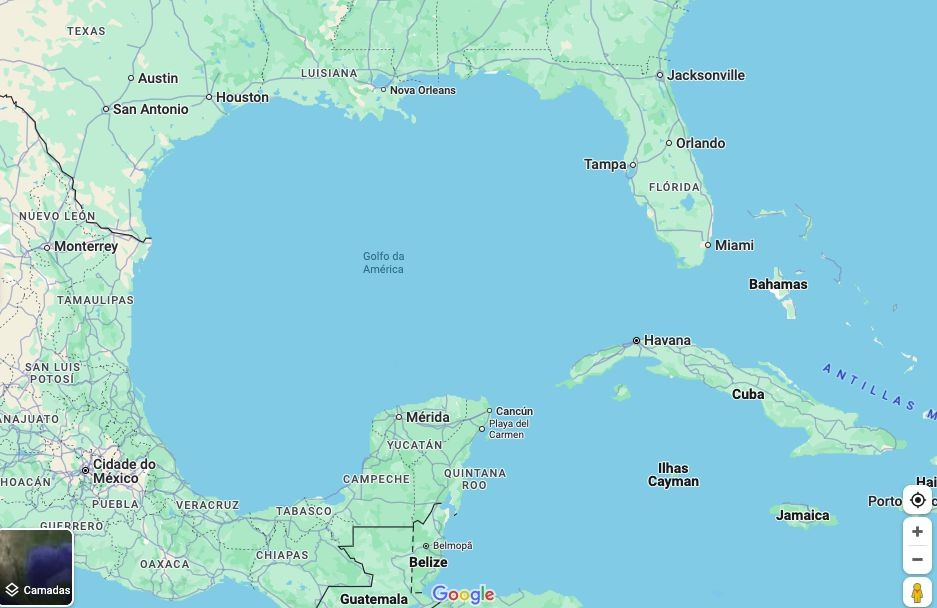 TEXAS
Austin
San Antonio
Houston
LUISIANA
Nova Orleans
Jacksonville
Orlando
Tampa
FLÓRIDA
Miami
NUEVO LEÓN
Monterrey
Golfo da
América
Bahamas
TAMAULIPAS
Havana
SAN LUIS
POTOSÍ
Cuba
ANTILLAS M
ANAJUATO
Mérida
Cancún
Playa del
Carmen
YUCATÁN
Cidade do
México
HOACÁN
CAMPECHE
QUINTANA
ROO
Ilhas
Cayman
PUEBLA
VERACRUZ
TABASCO
Hai
Porto
Jamaica
GUERRERO
Belmopã
Belize
CHIAPAS
OAXACA
Camadas
Guatemala
Google